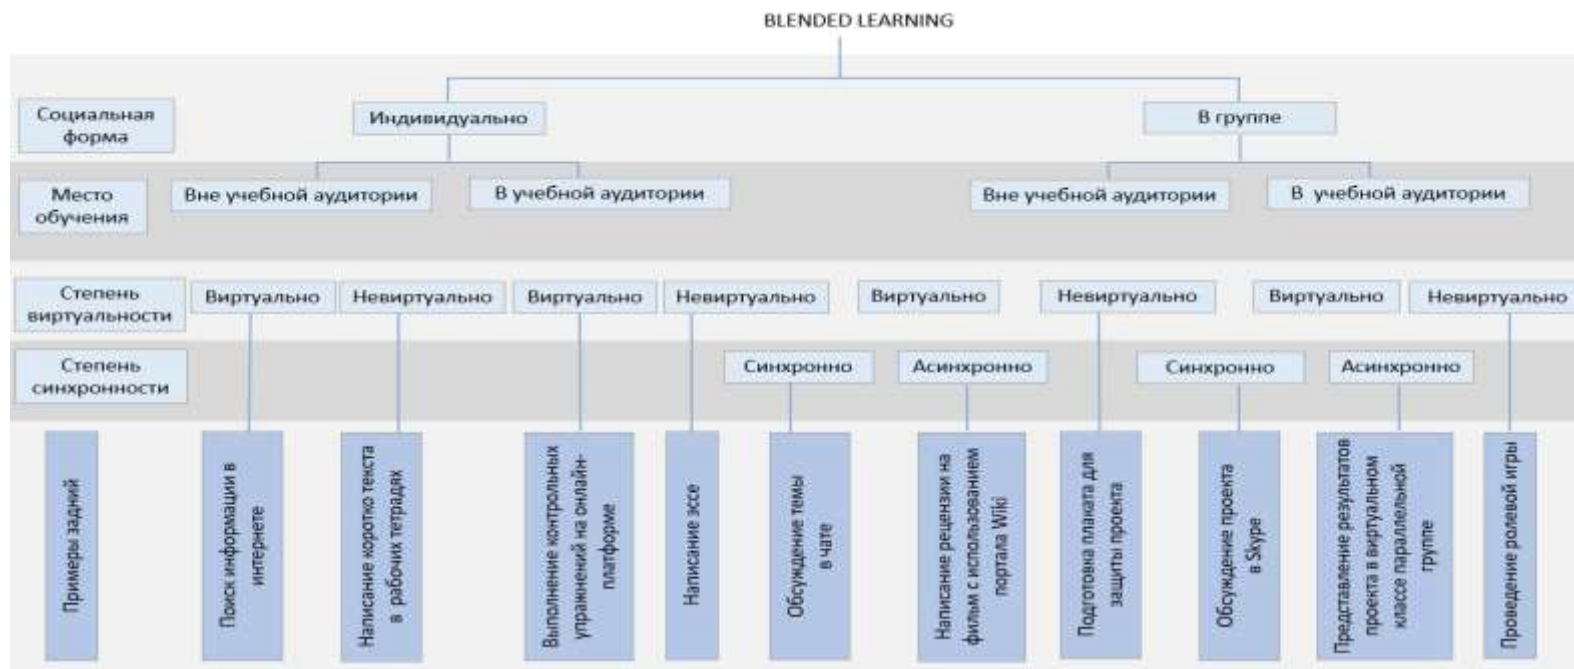 BLENDED LEARNING
Социальная
форма
Индивидуально
В группе
Место
обучения
Вне учебной аудитории
В учебной аудитории
Вне учебной аудитории
В учебной аудитории
Степень
виртуальности
Виртуально
Невиртуально
Виртуально
Невиртуально
Виртуально
Невиртуально
Виртуально
Невиртуально
Степень
синхронности
Синхронно
Асинхронно
Синхронно
Асинхронно
Примеры задний
Поиск информации в
интернете
Написание коротко текста
в рабочих тетрадях
Выполнение контрольных
упражнений на онлайн-
платформе
Написание эссе
Обсуждение темы
в чате
Написание рецензии на
фильм с использованием
портала Wiki
Подготовка плаката для
защиты проекта
Обсуждение проекта
в Skype
Представление результатов
проекта в виртуальном
классе параллельной
группе
Проведение ролевой игры